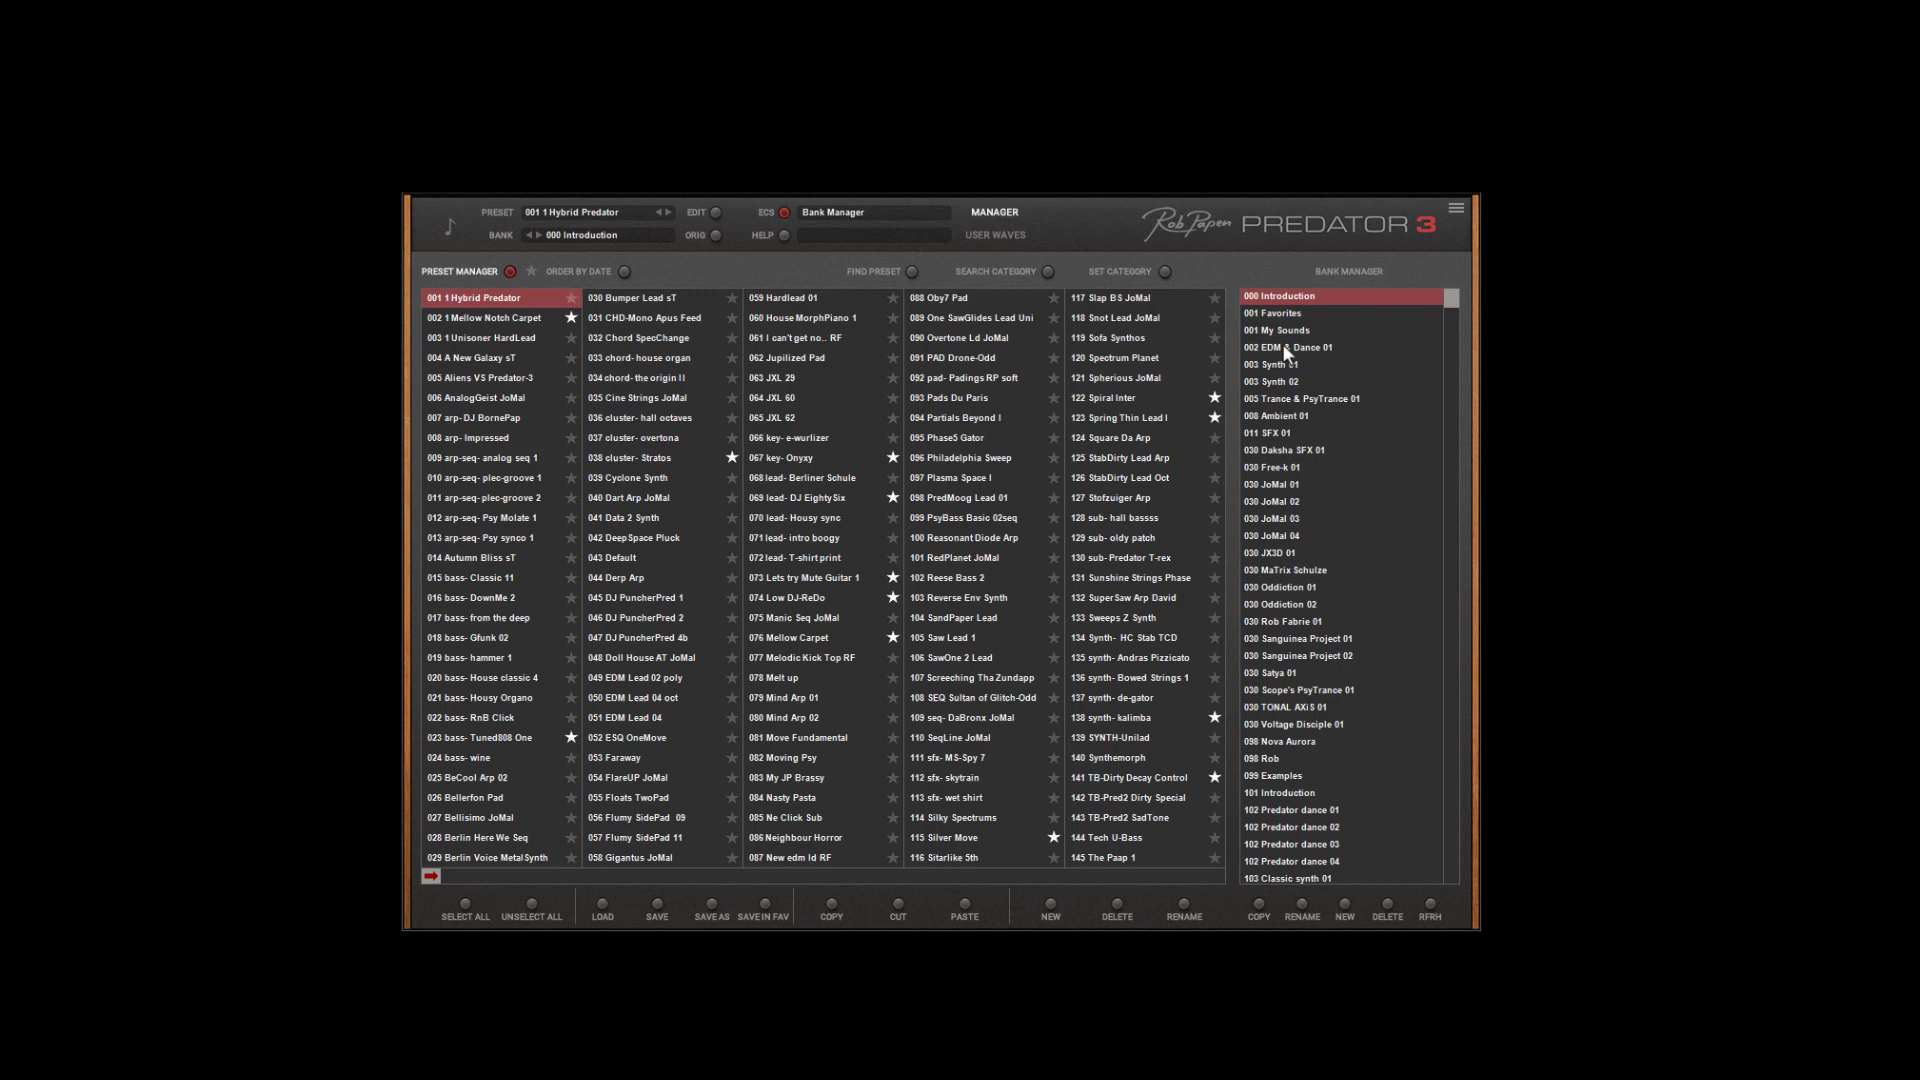 PRESET 001 1 Hybrid Predator EDIT ECS Bank Manager MANAGER
BANK 000 Introduction ORIG HELP USER WAVES
Rob Papen PREDATOR 3
PRESET MANAGER ORDER BY DATE FIND PRESET SEARCH CATEGORY SET CATEGORY BANK MANAGER
001 1 Hybrid Predator
002 1 Mellow Notch Carpet
003 1 Unisoner HardLead
004 A New Galaxy sT
005 Aliens VS Predator-3
006 AnalogGeist JoMal
007 arp- DJ BornePap
008 arp- Impressed
009 arp-seq- analog seq 1
010 arp-seq- plec-groove 1
011 arp-seq- plec-groove 2
012 arp-seq- Psy Molate 1
013 arp-seq- Psy synco 1
014 Autumn Bliss sT
015 bass- Classic 11
016 bass- DownMe 2
017 bass- from the deep
018 bass- Gfunk 02
019 bass- hammer 1
020 bass- House classic 4
021 bass- Housy Organo
022 bass- RnB Click
023 bass- Tuned808 One
024 bass- wine
025 BeCool Arp 02
026 Bellerfon Pad
027 Bellisimo JoMal
028 Berlin Here We Seq
029 Berlin Voice MetalSynth
030 Bumper Lead sT
031 CHD-Mono Apus Feed
032 Chord SpecChange
033 chord- house organ
034 chord- the origin II
035 Cine Strings JoMal
036 cluster- hall octaves
037 cluster- overtona
038 cluster- Stratos
039 Cyclone Synth
040 Dart Arp JoMal
041 Data 2 Synth
042 DeepSpace Pluck
043 Default
044 Derp Arp
045 DJ PuncherPred 1
046 DJ PuncherPred 2
047 DJ PuncherPred 4b
048 Doll House AT JoMal
049 EDM Lead 02 poly
050 EDM Lead 04 oct
051 EDM Lead 04
052 ESQ OneMove
053 Faraway
054 FlareUP JoMal
055 Floats TwoPad
056 Flumy SidePad 09
057 Flumy SidePad 11
058 Gigantus JoMal
059 Hardlead 01
060 House MorphPiano 1
061 I can't get no.. RF
062 Jupilized Pad
063 JXL 29
064 JXL 60
065 JXL 62
066 key- e-wurlizer
067 key- Onyxy
068 lead- Berliner Schule
069 lead- DJ EightySix
070 lead- Housy sync
071 lead- intro boogy
072 lead- T-shirt print
073 Lets try Mute Guitar 1
074 Low DJ-ReDo
075 Manic Seq JoMal
076 Mellow Carpet
077 Melodic Kick Top RF
078 Melt up
079 Mind Arp 01
080 Mind Arp 02
081 Move Fundamental
082 Moving Psy
083 My JP Brassy
084 Nasty Pasta
085 Ne Click Sub
086 Neighbour Horror
087 New edm ld RF
088 Oby7 Pad
089 One SawGlides Lead Uni
090 Overtone Ld JoMal
091 PAD Drone-Odd
092 pad- Padings RP soft
093 Pads Du Paris
094 Partials Beyond I
095 Phase5 Gator
096 Philadelphia Sweep
097 Plasma Space I
098 PredMoog Lead 01
099 PsyBass Basic 02seq
100 Reasonant Diode Arp
101 RedPlanet JoMal
102 Reese Bass 2
103 Reverse Env Synth
104 SandPaper Lead
105 Saw Lead 1
106 SawOne 2 Lead
107 Screeching Tha Zundapp
108 SEQ Sultan of Glitch-Odd
109 seq- DaBronx JoMal
110 SeqLine JoMal
111 sfx- MS-Spy 7
112 sfx- skytrain
113 sfx- wet shirt
114 Silky Spectrums
115 Silver Move
116 Sitarlike 5th
117 Slap BS JoMal
118 Snot Lead JoMal
119 Sofa Synthos
120 Spectrum Planet
121 Spherious JoMal
122 Spiral Inter
123 Spring Thin Lead I
124 Square Da Arp
125 StabDirty Lead Arp
126 StabDirty Lead Oct
127 Stofzuiger Arp
128 sub- hall bassss
129 sub- oldy patch
130 sub- Predator T-rex
131 Sunshine Strings Phase
132 SuperSaw Arp David
133 Sweeps Z Synth
134 Synth- HC Stab TCD
135 synth- Andras Pizzicato
136 synth- Bowed Strings 1
137 synth- de-gator
138 synth- kalimba
139 SYNTH-Unilad
140 Synthemorph
141 TB-Dirty Decay Control
142 TB-Pred2 Dirty Special
143 TB-Pred2 SadTone
144 Tech U-Bass
145 The Paap 1
000 Introduction
001 Favorites
001 My Sounds
002 EDM & Dance 01
003 Synth 01
003 Synth 02
005 Trance & PsyTrance 01
008 Ambient 01
011 SFX 01
030 Daksha SFX 01
030 Free-k 01
030 JoMal 01
030 JoMal 02
030 JoMal 03
030 JoMal 04
030 JX3D 01
030 MaTrix Schulze
030 Oddiction 01
030 Oddiction 02
030 Rob Fabrie 01
030 Sanguinea Project 01
030 Sanguinea Project 02
030 Satya 01
030 Scope's PsyTrance 01
030 TONAL AXiS 01
030 Voltage Disciple 01
098 Nova Aurora
098 Rob
099 Examples
101 Introduction
102 Predator dance 01
102 Predator dance 02
102 Predator dance 03
102 Predator dance 04
103 Classic synth 01
SELECT ALL UNSELECT ALL LOAD SAVE SAVE AS SAVE IN FAV COPY CUT PASTE NEW DELETE RENAME COPY RENAME NEW DELETE RFRH